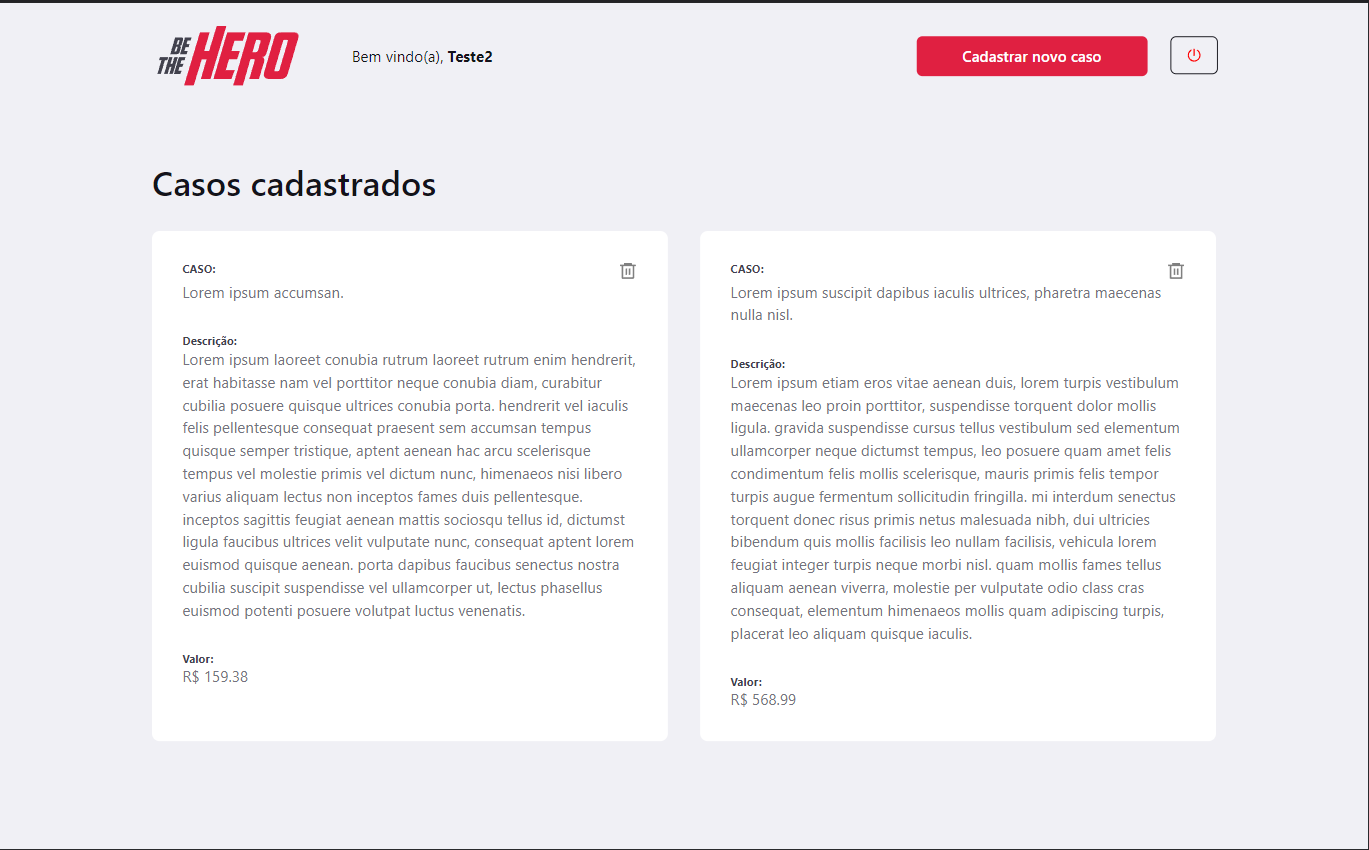 BE
THE HERO
Bem vindo(a), Teste2
Cadastrar novo caso
Casos cadastrados
CASO:
Lorem ipsum accumsan.
Descrição:
Lorem ipsum laoreet conubia rutrum laoreet rutrum enim hendrerit,
erat habitasse nam vel porttitor neque conubia diam, curabitur
cubilia posuere quisque ultrices conubia porta. hendrerit vel iaculis
felis pellentesque consequat praesent sem accumsan tempus
quisque semper tristique, aptent aenean hac arcu scelerisque
tempus vel molestie primis vel dictum nunc, himenaeos nisi libero
varius aliquam lectus non inceptos fames duis pellentesque.
inceptos sagittis feugiat aenean mattis sociosqu tellus id, dictumst
ligula faucibus ultrices velit vulputate nunc, consequat aptent lorem
euismod quisque aenean. porta dapibus faucibus senectus nostra
cubilia suscipit suspendisse vel ullamcorper ut, lectus phasellus
euismod potenti posuere volutpat luctus venenatis.
Valor:
R$ 159.38
CASO:
Lorem ipsum suscipit dapibus iaculis ultrices, pharetra maecenas
nulla nisl.
Descrição:
Lorem ipsum etiam eros vitae aenean duis, lorem turpis vestibulum
maecenas leo proin porttitor, suspendisse torquent dolor mollis
ligula. gravida suspendisse cursus tellus vestibulum sed elementum
ullamcorper neque dictumst tempus, leo posuere quam amet felis
condimentum felis mollis scelerisque, mauris primis felis tempor
turpis augue fermentum sollicitudin fringilla. mi interdum senectus
torquent donec risus primis netus malesuada nibh, dui ultricies
bibendum quis mollis facilisis leo nullam facilisis, vehicula lorem
feugiat integer turpis neque morbi nisl. quam mollis fames tellus
aliquam aenean viverra, molestie per vulputate odio class cras
consequat, elementum himenaeos mollis quam adipiscing turpis,
placerat leo aliquam quisque iaculis.
Valor:
R$ 568.99